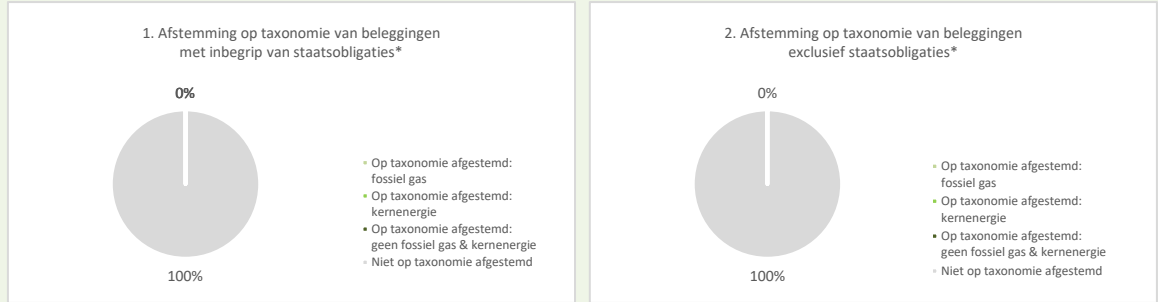 1. Afstemming op taxonomie van beleggingen
met inbegrip van staatsobligaties*
0%
100%
Op taxonomie afgestemd:
fossiel gas
Op taxonomie afgestemd:
kernenergie
Op taxonomie afgestemd:
geen fossiel gas & kernenergie
Niet op taxonomie afgestemd
2. Afstemming op taxonomie van beleggingen
exclusief staatsobligaties*
0%
100%
Op taxonomie afgestemd:
fossiel gas
Op taxonomie afgestemd:
kernenergie
Op taxonomie afgestemd:
geen fossiel gas & kernenergie
Niet op taxonomie afgestemd